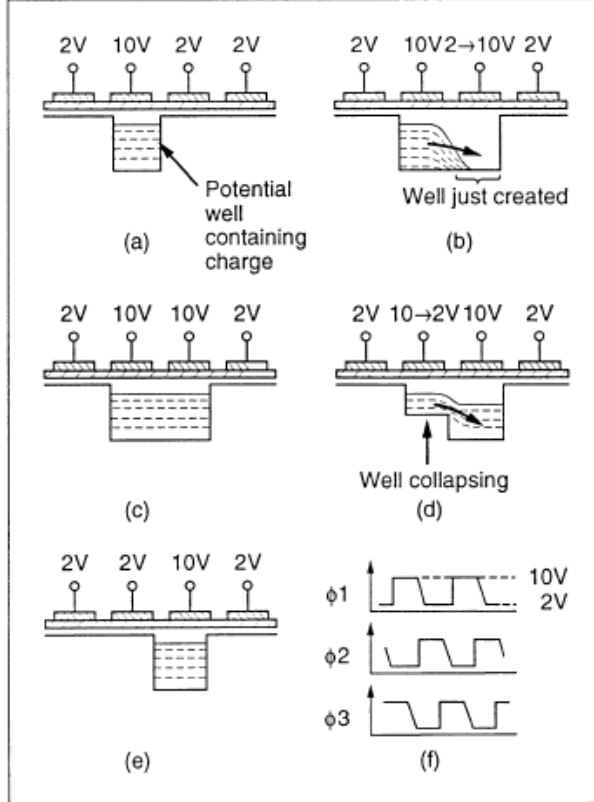 2V 10V 2V 2V
Potential
well
containing
charge
(a)
2V 10V 2→10V 2V
Well just created
(b)
2V 10V 10V 2V
(c)
2V 10→2V 10V 2V
Well collapsing
(d)
2V 2V 10V 2V
(e)
ϕ1 10V
2V
ϕ2
ϕ3
(f)